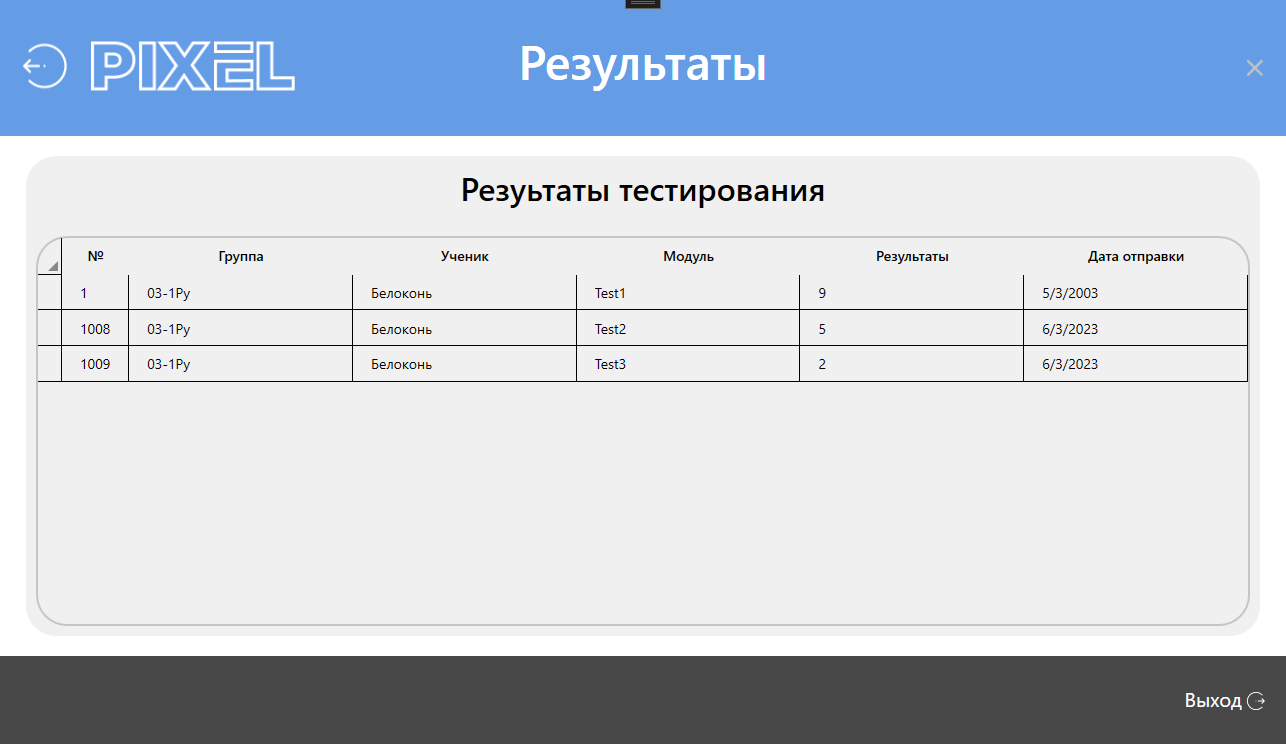 PIXEL
Результаты
Резуьтаты тестирования
№ Группа Ученик Модуль Результаты Дата отправки
1 03-1Ру Белоконь Test1 9 5/3/2003
1008 03-1Ру Белоконь Test2 5 6/3/2023
1009 03-1Ру Белоконь Test3 2 6/3/2023
Выход